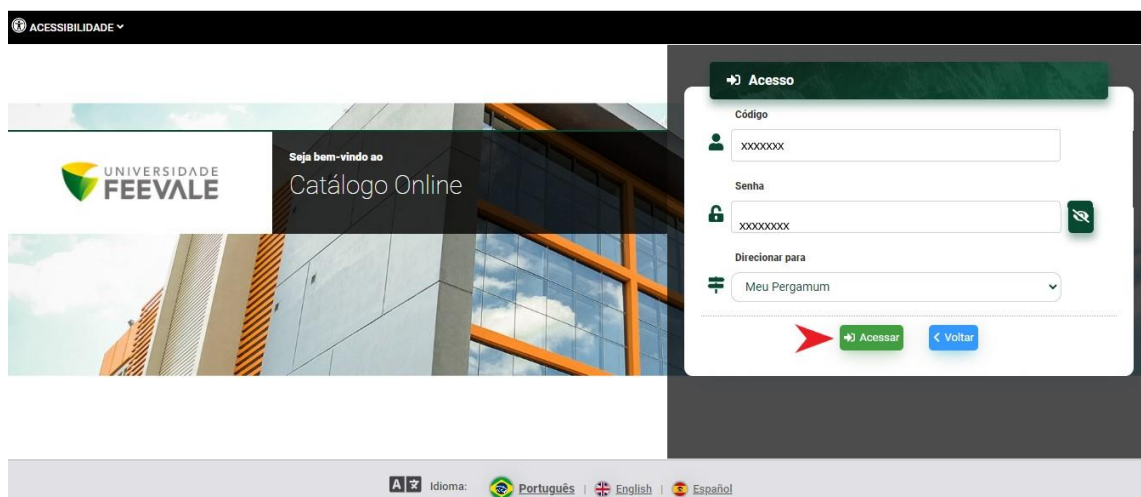 ACESSIBILIDADE
UNIVERSIDADE
FEEVALE
Seja bem-vindo ao
Catálogo Online
Acesso
Código
xxxxxxx
Senha
xxxxxxxx
Direcionar para
Meu Pergamum
Acessar
Voltar
Idioma: Português | English | Español